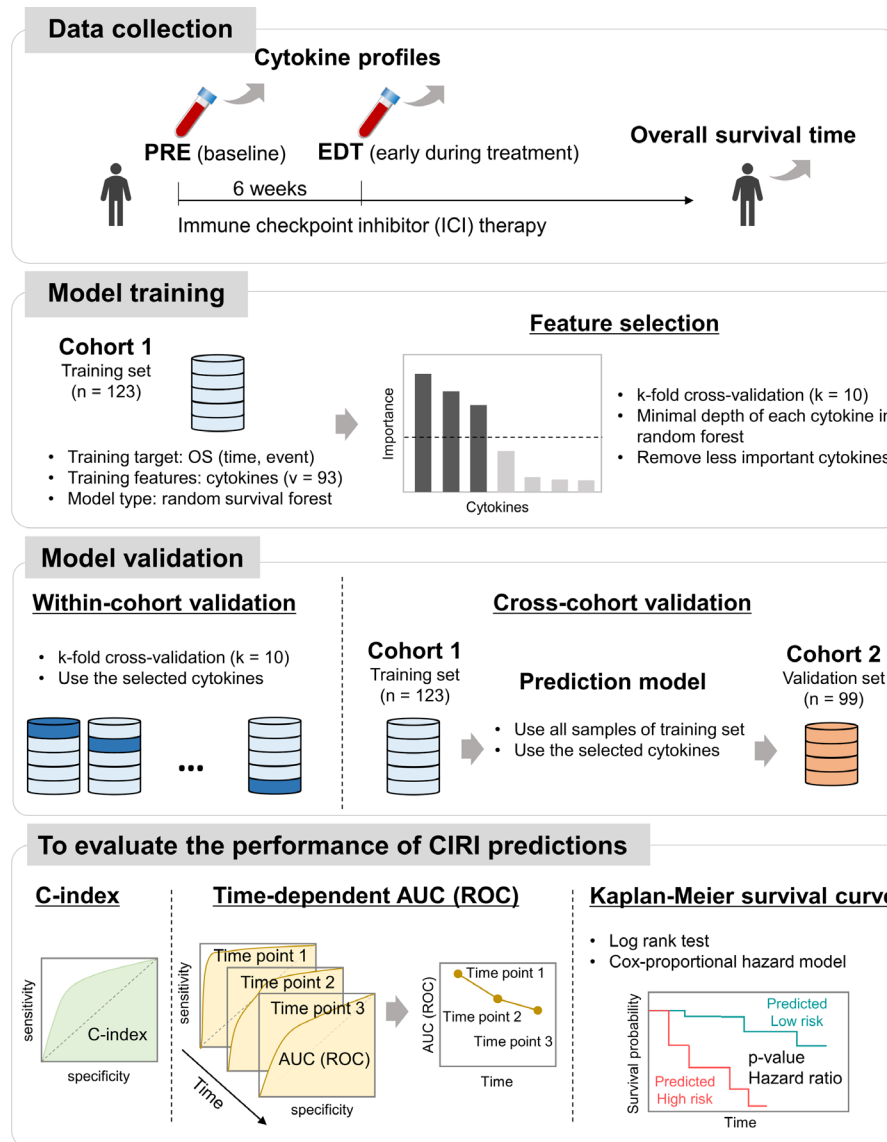 Data collection
Cytokine profiles
PRE (baseline)
EDT (early during treatment)
Overall survival time
6 weeks
Immune checkpoint inhibitor (ICI) therapy
Model training
Cohort 1
Training set
(n = 123)
• Training target: OS (time, event)
• Training features: cytokines (v = 93)
• Model type: random survival forest
Feature selection
Importance
Cytokines
• k-fold cross-validation (k = 10)
• Minimal depth of each cytokine in
random forest
• Remove less important cytokines
Model validation
Within-cohort validation
• k-fold cross-validation (k = 10)
• Use the selected cytokines
...
Cross-cohort validation
Cohort 1
Training set
(n = 123)
Prediction model
• Use all samples of training set
• Use the selected cytokines
Cohort 2
Validation set
(n = 99)
To evaluate the performance of CIRI predictions
C-index
sensitivity
C-index
specificity
Time-dependent AUC (ROC)
sensitivity
Time point 1
Time point 2
Time point 3
AUC (ROC)
Time
specificity
AUC (ROC)
Time point 1
Time point 2
Time point 3
Time
Kaplan-Meier survival curve
• Log rank test
• Cox-proportional hazard model
Survival probability
Predicted
Low risk
p-value
Hazard ratio
Predicted
High risk
Time